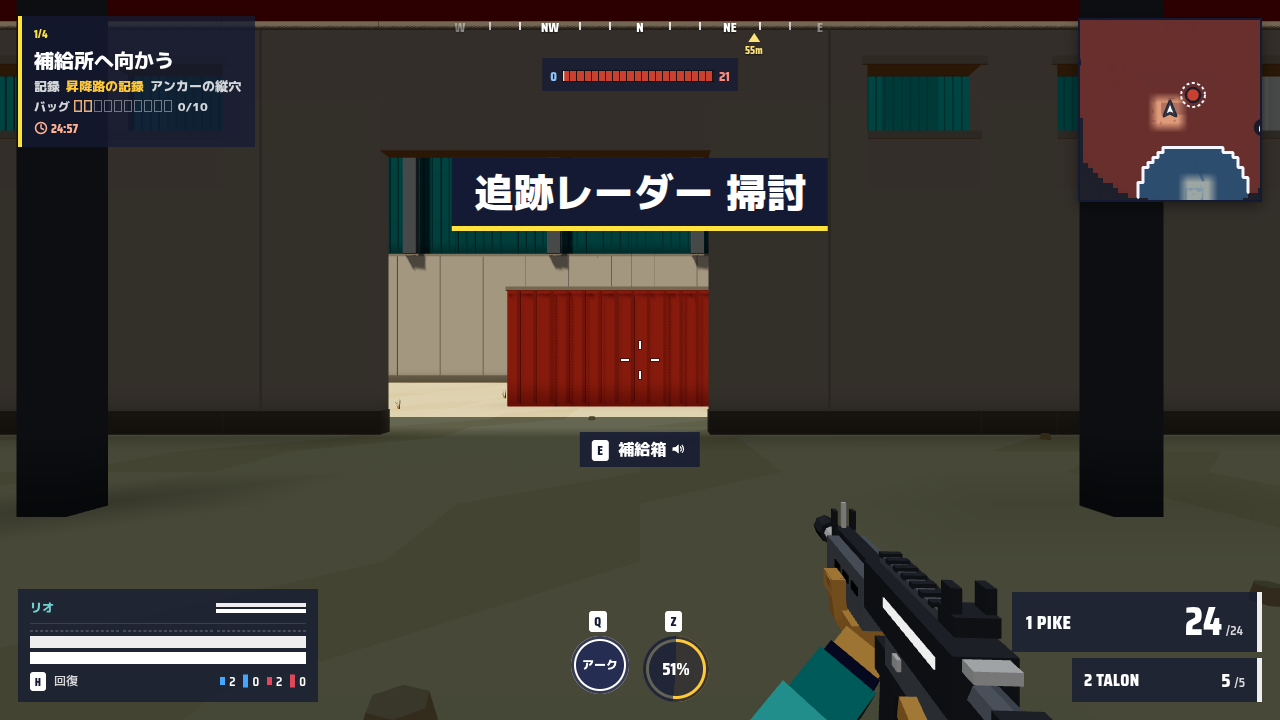 W NW N NE E
55m
1/4
補給所へ向かう
記録 昇降路の記録 アンカーの縦穴
バッグ 0/10
24:57
0 21
追跡レーダー 掃討
E 補給箱
リオ
H 回復 2 0 2 0
Q Z
アーク 51%
1 PIKE 24 /24
2 TALON 5 /5